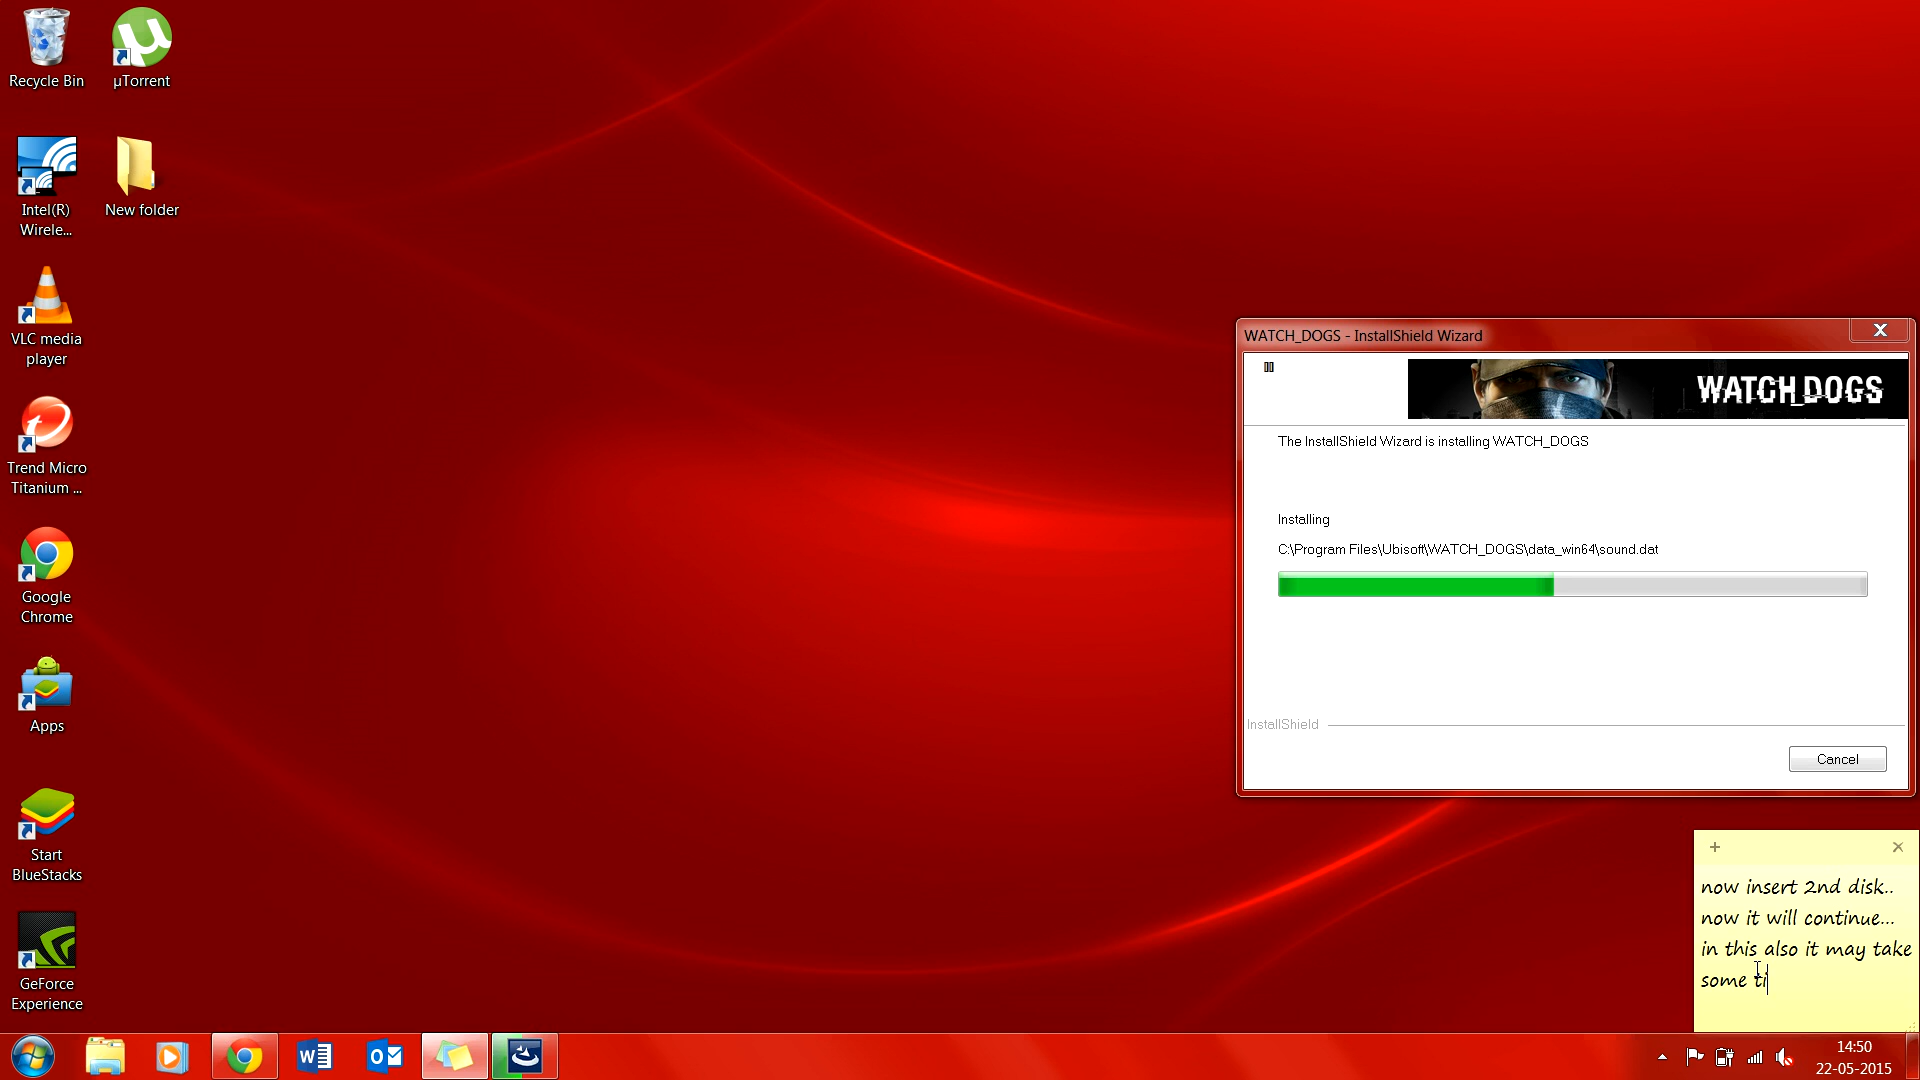 Recycle Bin
µTorrent
Intel(R)
Wirele...
New folder
VLC media
player
Trend Micro
Titanium ...
Google
Chrome
Apps
Start
BlueStacks
GeForce
Experience
WATCH_DOGS - InstallShield Wizard
WATCH_DOGS
The InstallShield Wizard is installing WATCH_DOGS
Installing
C:\Program Files\Ubisoft\WATCH_DOGS\data_win64\sound.dat
InstallShield
Cancel
now insert 2nd disk..
now it will continue...
in this also it may take
some ti
14:50
22-05-2015